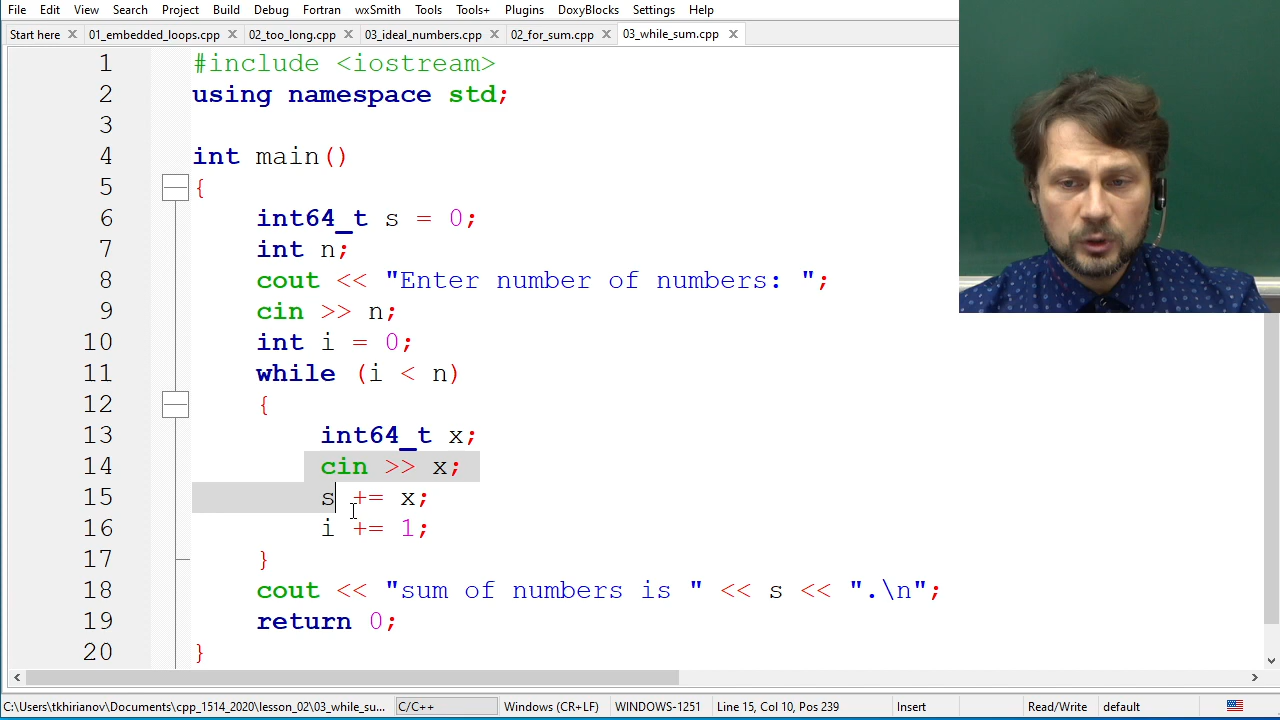 File Edit View Search Project Build Debug Fortran wxSmith Tools Tools+ Plugins DoxyBlocks Settings Help
Start here 01_embedded_loops.cpp 02_too_long.cpp 03_ideal_numbers.cpp 02_for_sum.cpp 03_while_sum.cpp
1 #include <iostream>
2 using namespace std;
3
4 int main()
5 {
6 int64_t s = 0;
7 int n;
8 cout << "Enter number of numbers: ";
9 cin >> n;
10 int i = 0;
11 while (i < n)
12 {
13 int64_t x;
14 cin >> x;
15 s += x;
16 i += 1;
17 }
18 cout << "sum of numbers is " << s << ".\n";
19 return 0;
20 }
C:\Users\tkhirianov\Documents\cpp_1514_2020\lesson_02\03_while_su... C/C++ Windows (CR+LF) WINDOWS-1251 Line 15, Col 10, Pos 239 Insert Read/Write default